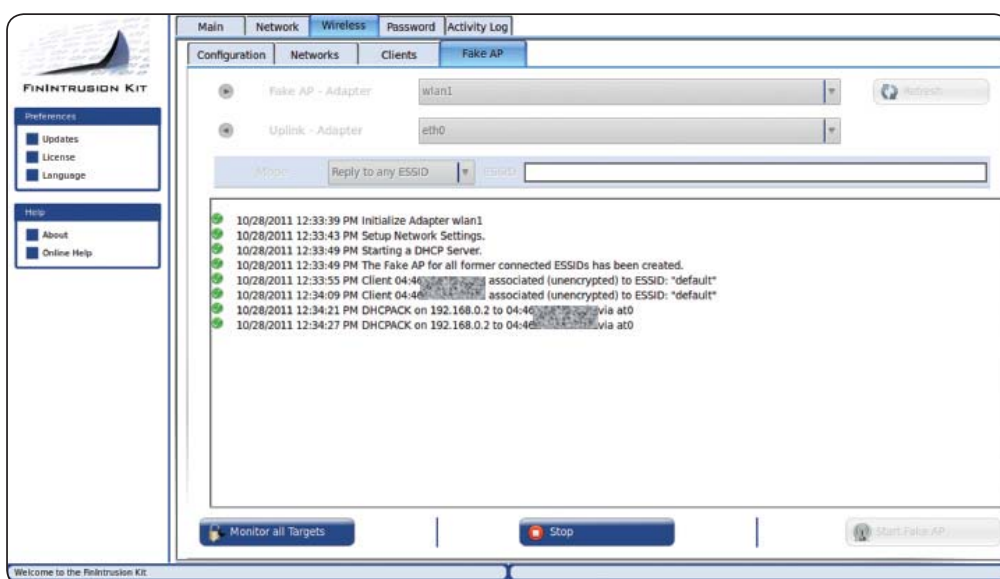 Main Network Wireless Password Activity Log
Configuration Networks Clients Fake AP
FININTRUSION KIT
Preferences
Updates
License
Language
Help
About
Online Help
Fake AP - Adapter wlan1 Refresh
Uplink - Adapter eth0
Mode: Reply to any ESSID ESSID:
10/28/2011 12:33:39 PM Initialize Adapter wlan1
10/28/2011 12:33:43 PM Setup Network Settings.
10/28/2011 12:33:49 PM Starting a DHCP Server.
10/28/2011 12:33:49 PM The Fake AP for all former connected ESSIDs has been created.
10/28/2011 12:33:55 PM Client 04:46 associated (unencrypted) to ESSID: "default"
10/28/2011 12:34:09 PM Client 04:46 associated (unencrypted) to ESSID: "default"
10/28/2011 12:34:21 PM DHCPACK on 192.168.0.2 to 04:46 via at0
10/28/2011 12:34:27 PM DHCPACK on 192.168.0.2 to 04:46 via at0
Monitor all Targets Stop Start Fake AP
Welcome to the FinIntrusion Kit